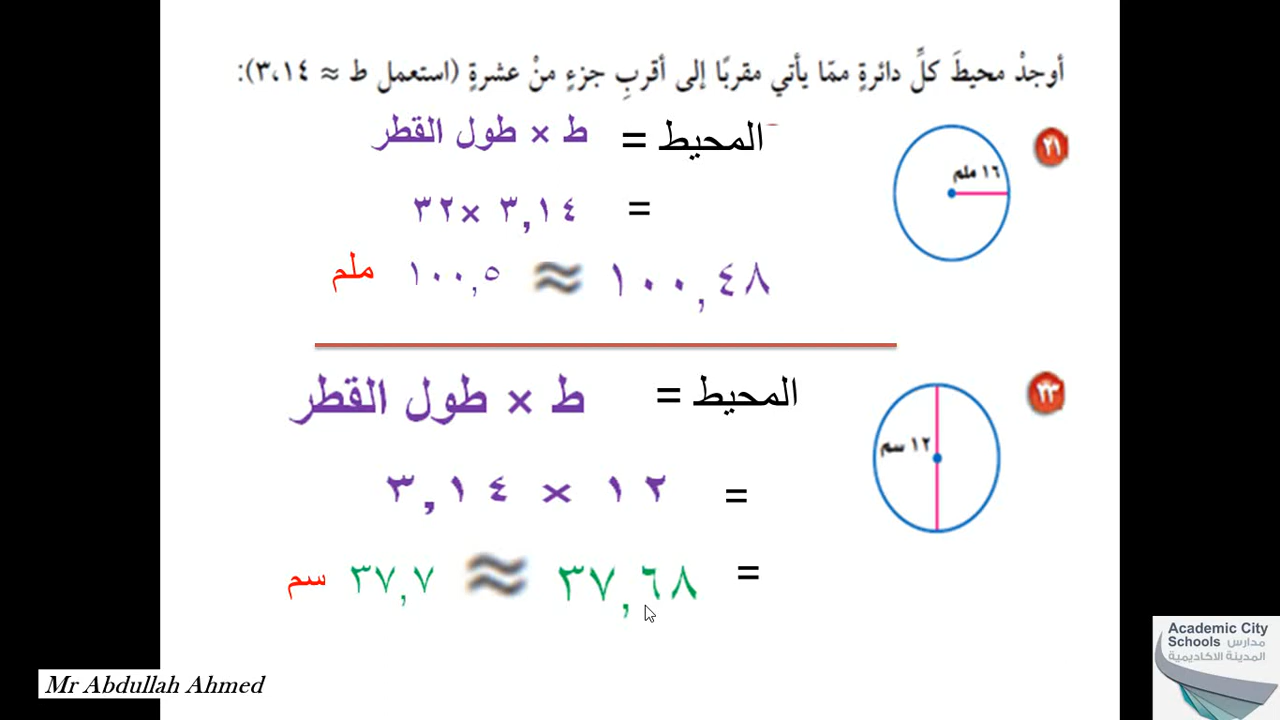 أوجدْ محيطَ كلِّ دائرةٍ ممّا يأتي مقربًا إلى أقربِ جزءٍ منْ عشرةٍ (استعمل ط ≈ ٣،١٤):
٢١
١٦ ملم
المحيط = ط × طول القطر
= ٣,١٤ × ٣٢
١٠٠,٤٨ ≈ ١٠٠,٥ ملم
٢٣
١٢ سم
المحيط = ط × طول القطر
= ١٢ × ٣,١٤
= ٣٧,٦٨ ≈ ٣٧,٧ سم
Mr Abdullah Ahmed
Academic City
Schools مدارس
المدينة الاكاديمية